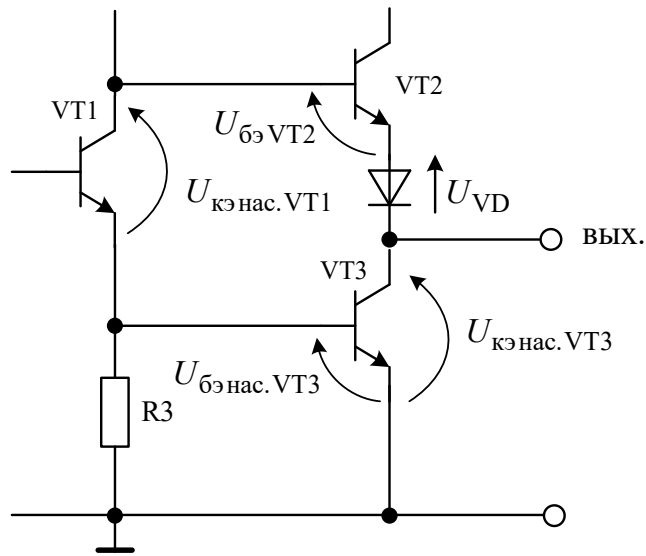 VT1
VT2
Uбэ VT2
Uкэ нас. VT1
UVD
вых.
VT3
Uкэ нас. VT3
Uбэ нас. VT3
R3